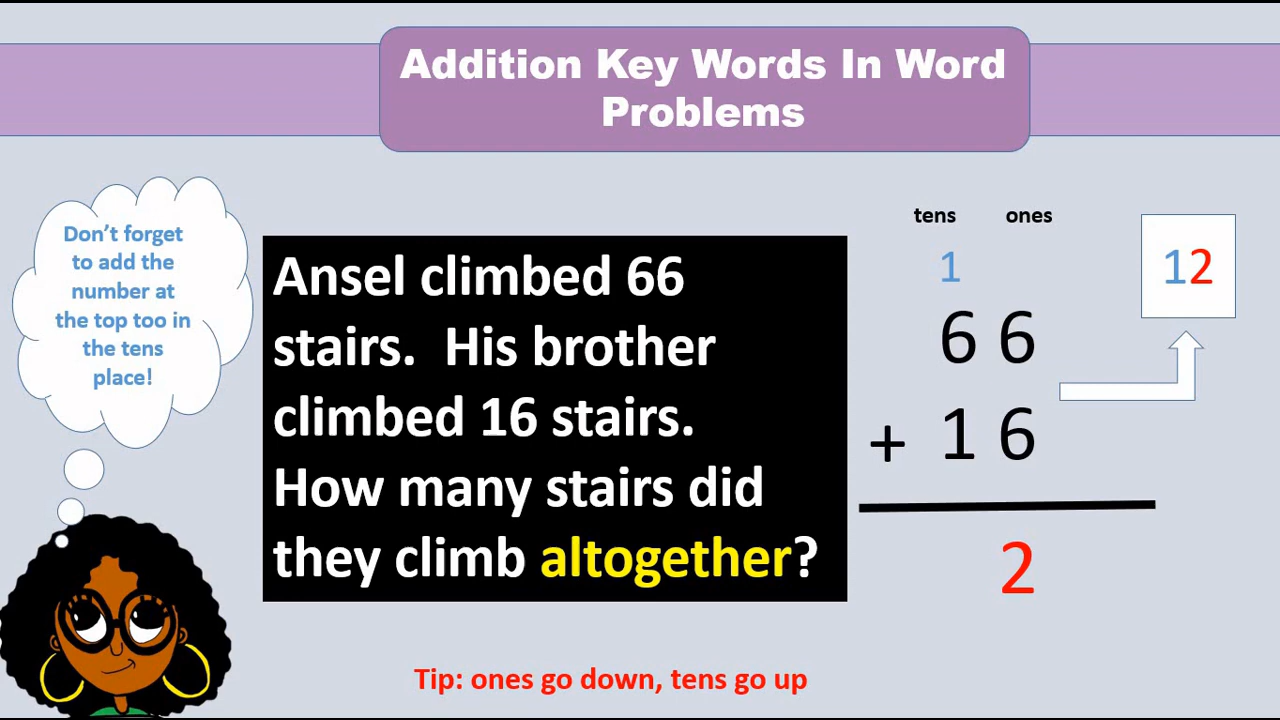 Addition Key Words In Word
Problems
Don't forget
to add the
number at
the top too in
the tens
place!
Ansel climbed 66
stairs.  His brother
climbed 16 stairs.
How many stairs did
they climb altogether?
tens ones
1
6 6
+ 1 6
2
12
Tip: ones go down, tens go up